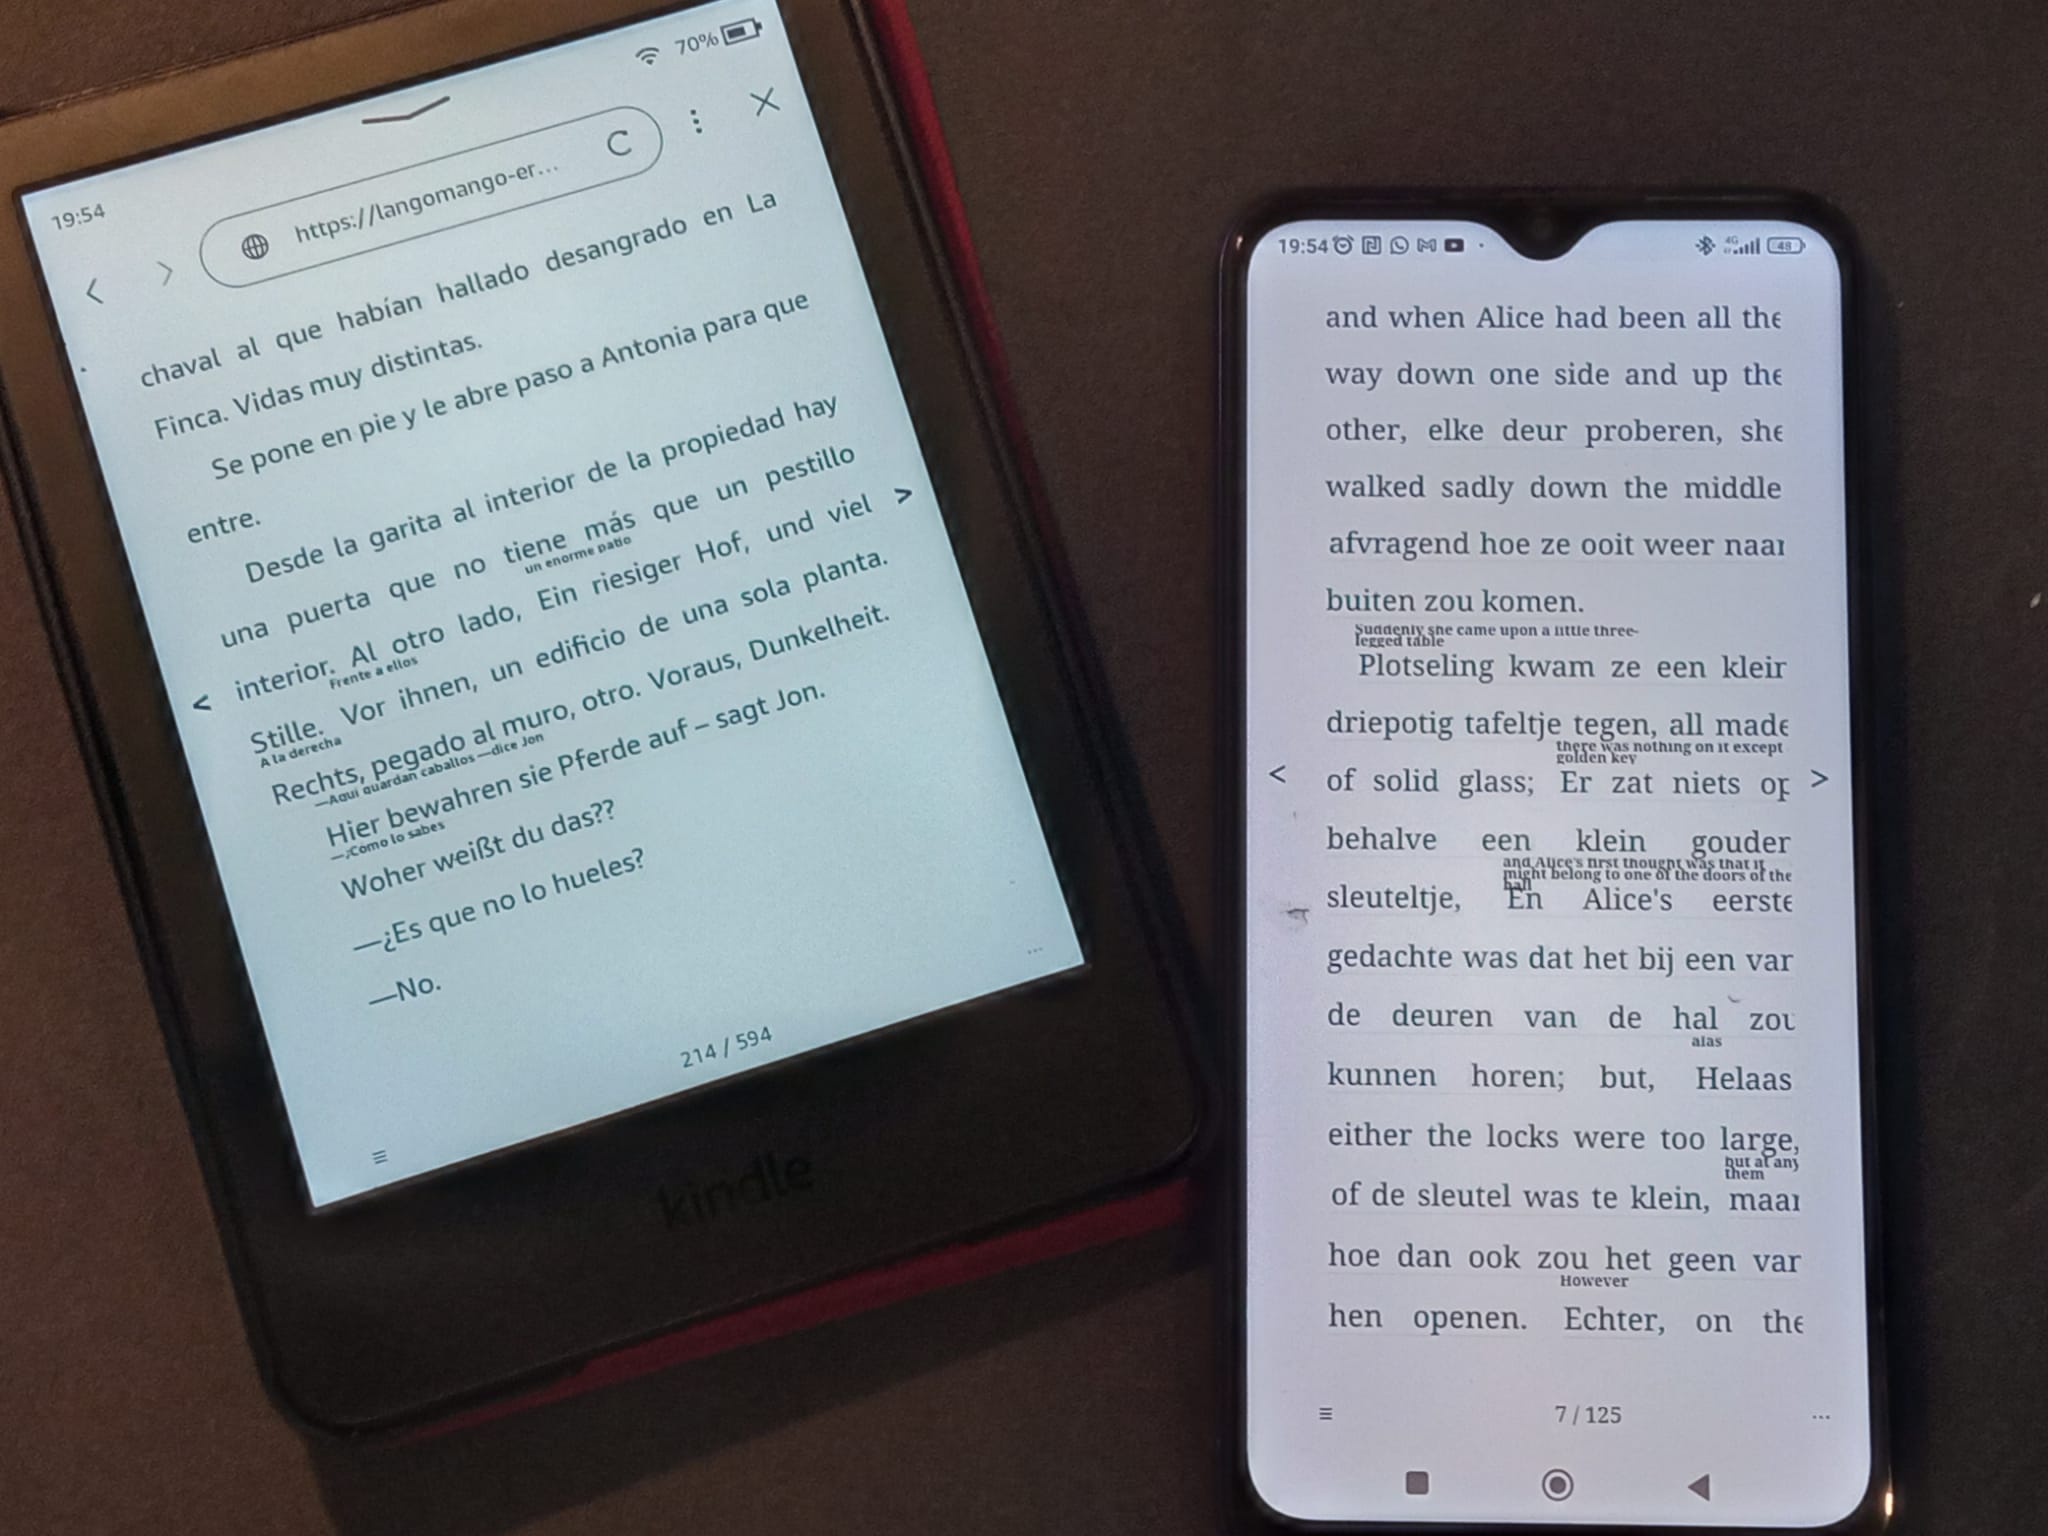 19:54
70%
https://langomango-er...
chaval al que habían hallado desangrado en La
Finca. Vidas muy distintas.
Se pone en pie y le abre paso a Antonia para que
entre.
Desde la garita al interior de la propiedad hay
una puerta que no tiene más que un pestillo
un enorme patio
interior. Al otro lado, Ein riesiger Hof, und viel
Frente a ellos
Stille. Vor ihnen, un edificio de una sola planta.
A la derecha
Rechts, pegado al muro, otro. Voraus, Dunkelheit.
—Aquí guardan caballos —dice Jon
Hier bewahren sie Pferde auf – sagt Jon.
—¿Cómo lo sabes
Woher weißt du das??
—¿Es que no lo hueles?
—No.
< >
...
214 / 594
≡
kindle
19:54
4G
48
and when Alice had been all the
way down one side and up the
other, elke deur proberen, she
walked sadly down the middle
afvragend hoe ze ooit weer naar
buiten zou komen.
Suddenly she came upon a little three-
legged table
Plotseling kwam ze een klein
driepotig tafeltje tegen, all made
there was nothing on it except
golden key
of solid glass; Er zat niets op
behalve een klein gouden
and Alice's first thought was that it
might belong to one of the doors of the
hall
sleuteltje, En Alice's eerste
gedachte was dat het bij een van
de deuren van de hal zou
alas
kunnen horen; but, Helaas
either the locks were too large,
but at any
them
of de sleutel was te klein, maar
hoe dan ook zou het geen van
However
hen openen. Echter, on the
< >
≡ 7 / 125 ...